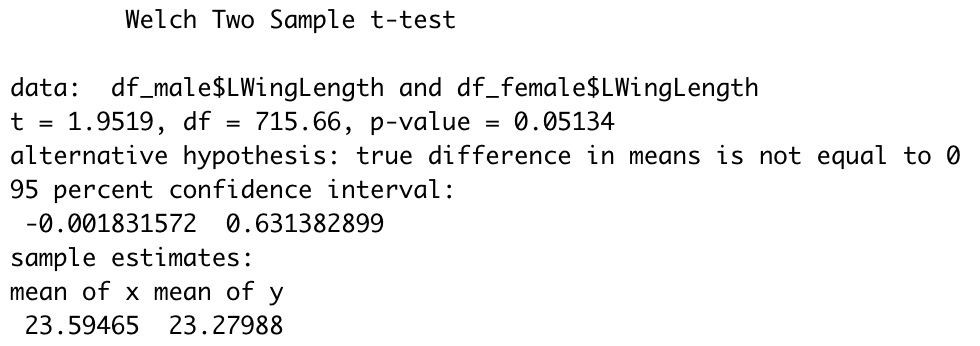 Welch Two Sample t-test
data:  df_male$LWingLength and df_female$LWingLength
t = 1.9519, df = 715.66, p-value = 0.05134
alternative hypothesis: true difference in means is not equal to 0
95 percent confidence interval:
-0.001831572  0.631382899
sample estimates:
mean of x mean of y
23.59465  23.27988